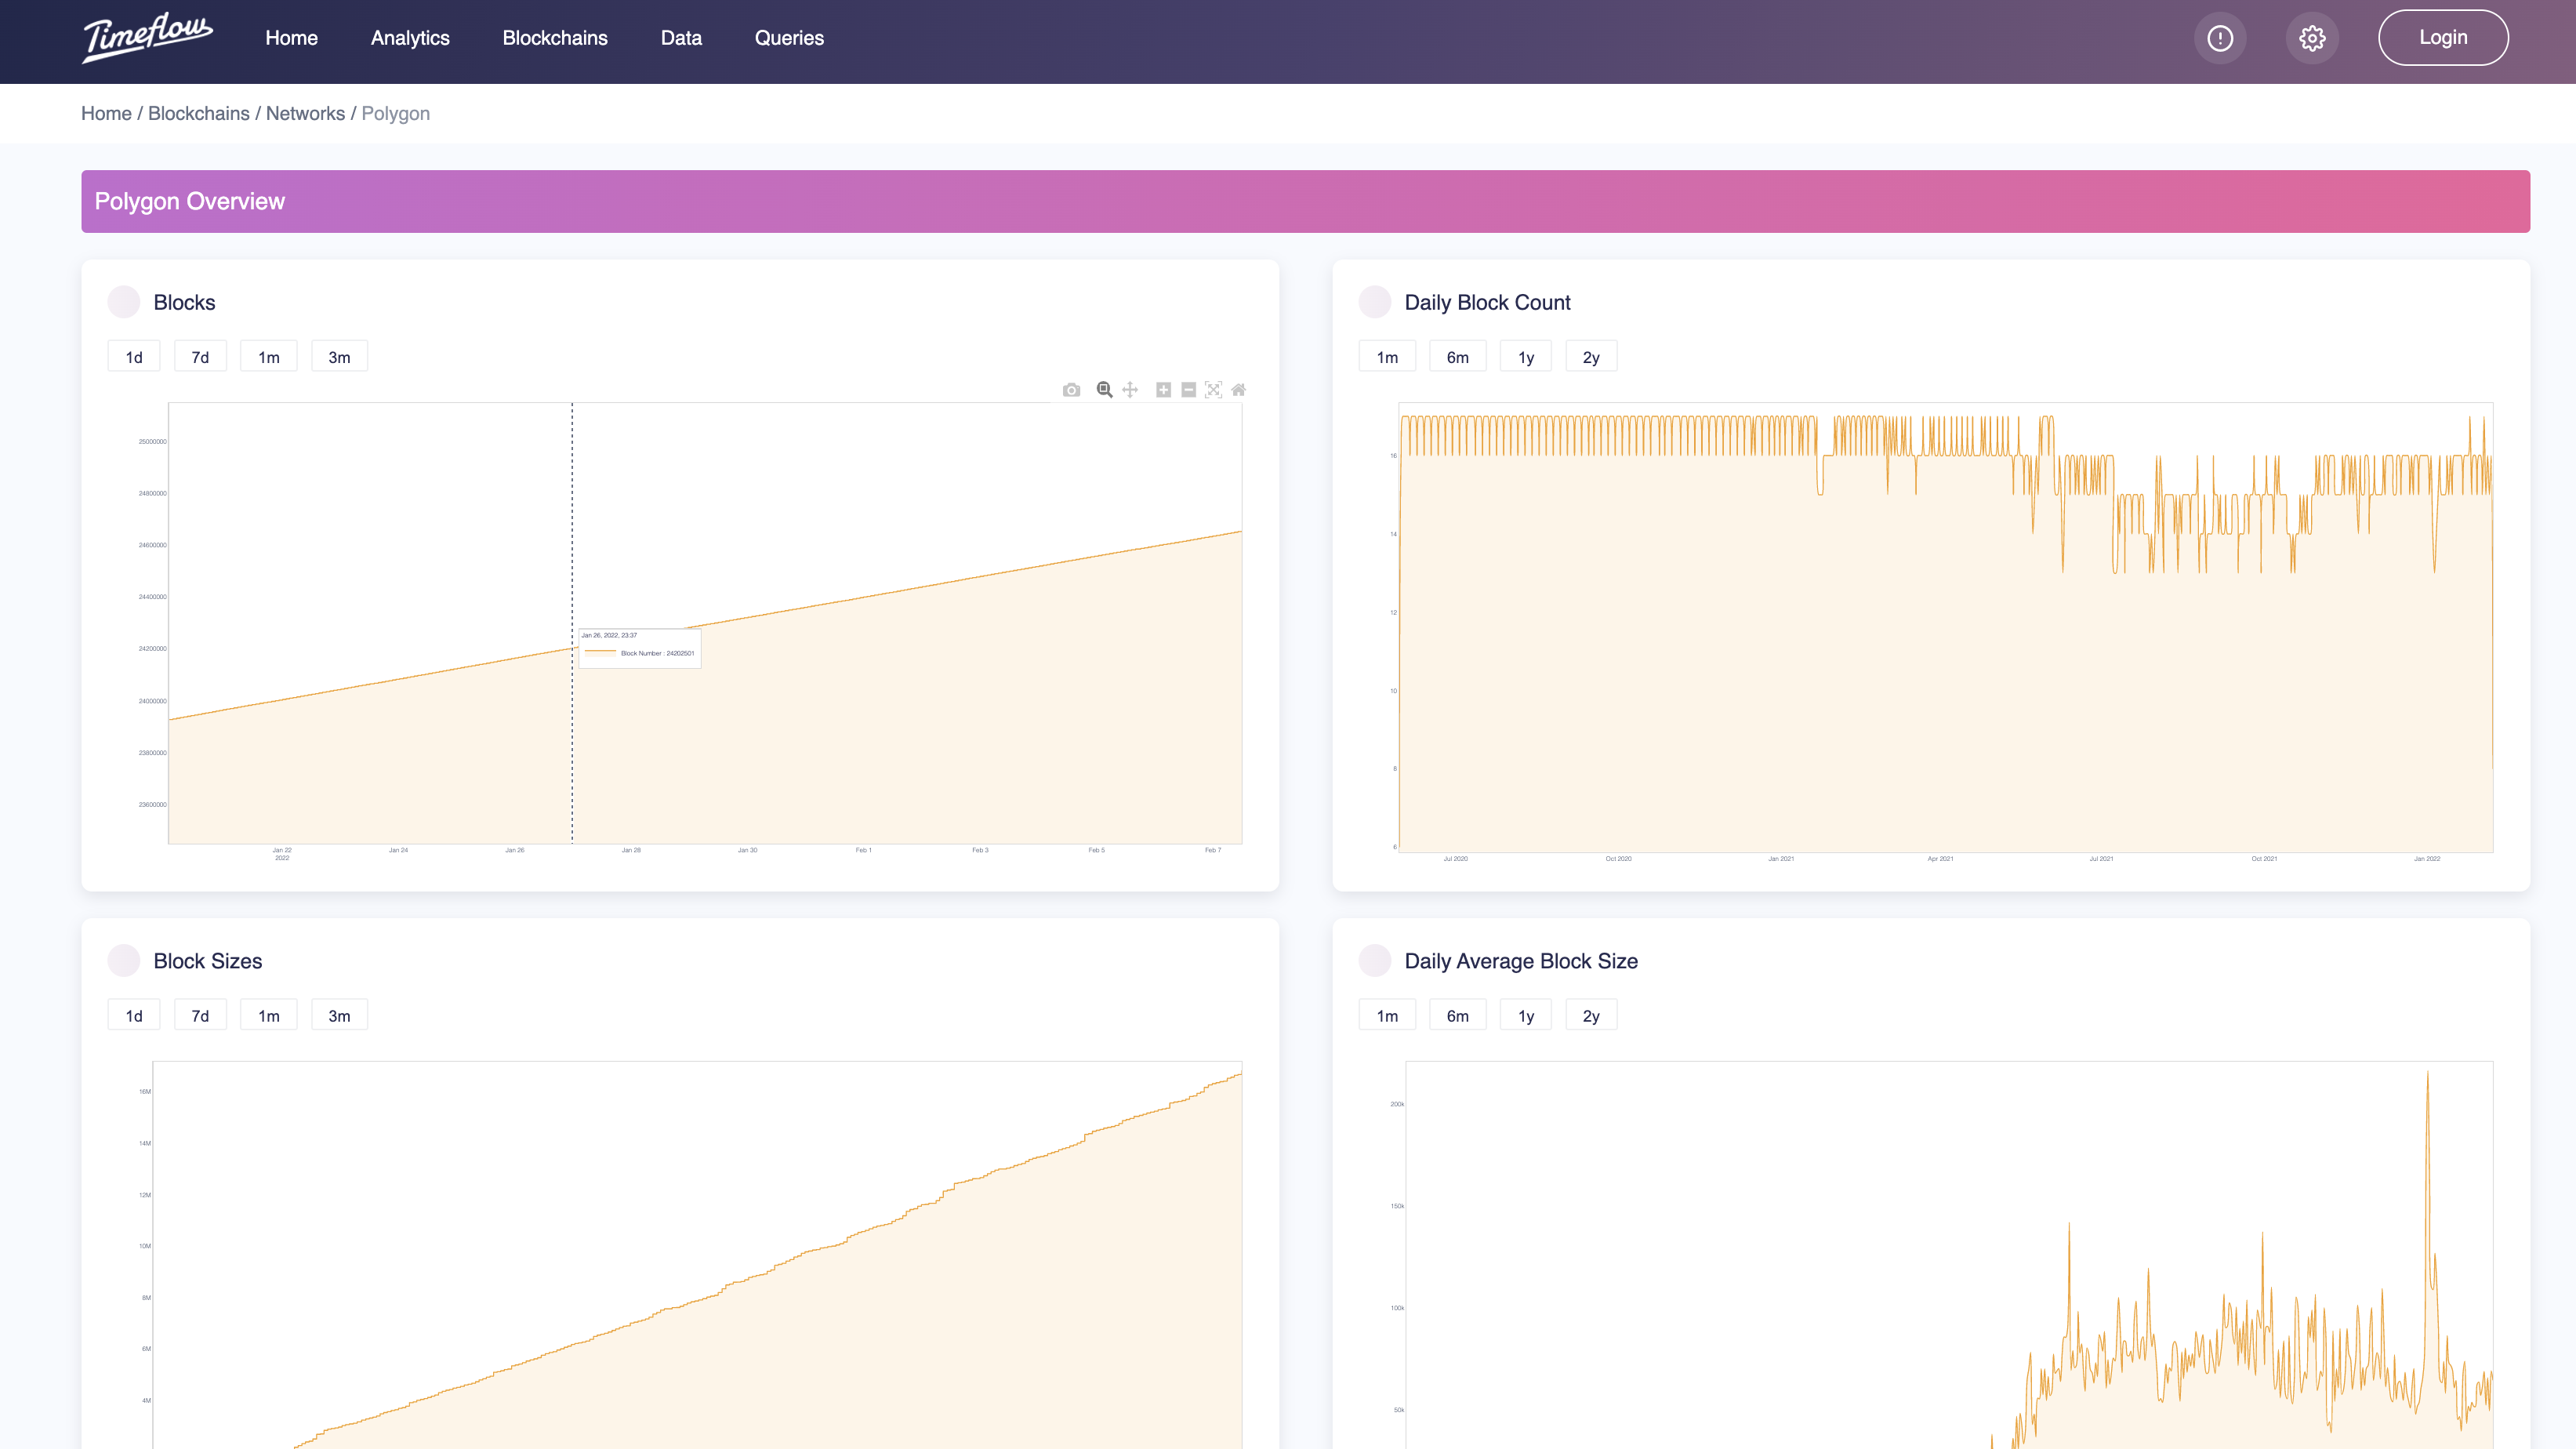 Timeflow
Home Analytics Blockchains Data Queries
Login
Home / Blockchains / Networks / Polygon
Polygon Overview
Blocks
1d 7d 1m 3m
25000000
24800000
24600000
24400000
24200000
24000000
23800000
23600000
Jan 26, 2022, 23:37
Block Number : 24202501
Jan 22 Jan 24 Jan 26 Jan 28 Jan 30 Feb 1 Feb 3 Feb 5 Feb 7
2022
Daily Block Count
1m 6m 1y 2y
16
14
12
10
8
6
Jul 2020 Oct 2020 Jan 2021 Apr 2021 Jul 2021 Oct 2021 Jan 2022
Block Sizes
1d 7d 1m 3m
16M
14M
12M
10M
8M
6M
4M
Daily Average Block Size
1m 6m 1y 2y
200k
150k
100k
50k